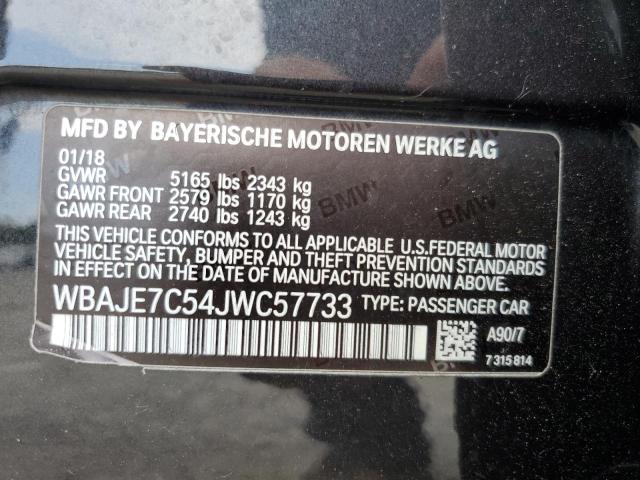 MFD BY BAYERISCHE MOTOREN WERKE AG
01/18
GVWR 5165 lbs 2343 kg
GAWR FRONT 2579 lbs 1170 kg
GAWR REAR 2740 lbs 1243 kg
THIS VEHICLE CONFORMS TO ALL APPLICABLE U.S.FEDERAL MOTOR
VEHICLE SAFETY, BUMPER AND THEFT PREVENTION STANDARDS
IN EFFECT ON THE DATE OF MANUFACTURE SHOWN ABOVE.
WBAJE7C54JWC57733 TYPE: PASSENGER CAR
A90/7
7 315 814